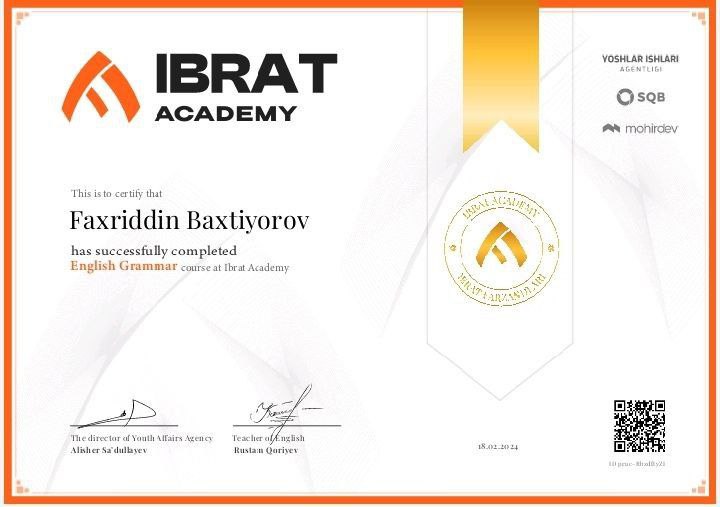 IBRAT
ACADEMY
YOSHLAR ISHLARI
AGENTLIGI
SQB
mohirdev
This is to certify that
Faxriddin Baxtiyorov
has successfully completed
English Grammar course at Ibrat Academy
IBRAT ACADEMY
IBRAT FARZANDLARI
The director of Youth Affairs Agency
Alisher Sa'dullayev
Teacher of English
Rustam Qoriyev
18.02.2024